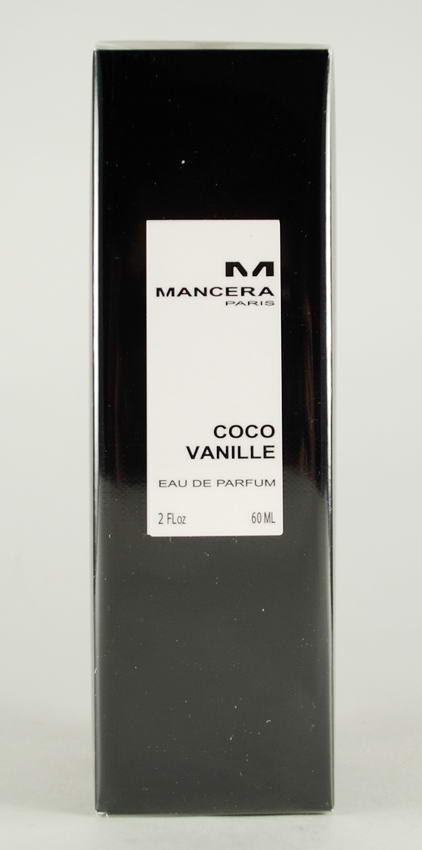 M
MANCERA
PARIS
COCO
VANILLE
EAU DE PARFUM
2 FLoz 60 ML